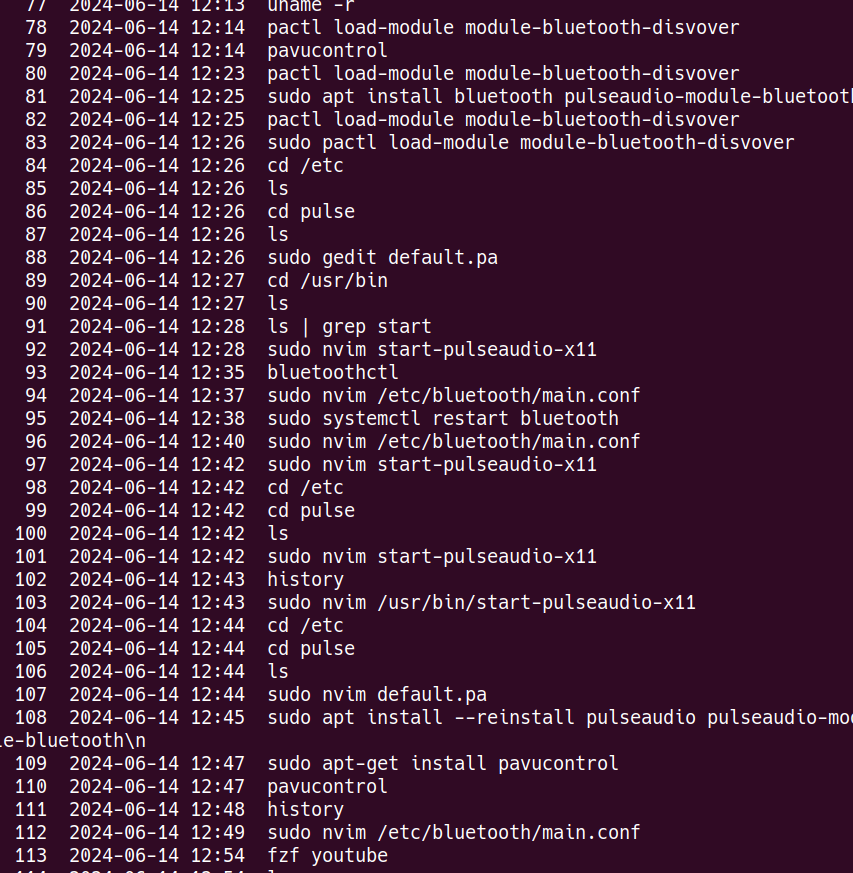 77  2024-06-14 12:13  uname -r
78  2024-06-14 12:14  pactl load-module module-bluetooth-disvover
79  2024-06-14 12:14  pavucontrol
80  2024-06-14 12:23  pactl load-module module-bluetooth-disvover
81  2024-06-14 12:25  sudo apt install bluetooth pulseaudio-module-bluetooth
82  2024-06-14 12:25  pactl load-module module-bluetooth-disvover
83  2024-06-14 12:26  sudo pactl load-module module-bluetooth-disvover
84  2024-06-14 12:26  cd /etc
85  2024-06-14 12:26  ls
86  2024-06-14 12:26  cd pulse
87  2024-06-14 12:26  ls
88  2024-06-14 12:26  sudo gedit default.pa
89  2024-06-14 12:27  cd /usr/bin
90  2024-06-14 12:27  ls
91  2024-06-14 12:28  ls | grep start
92  2024-06-14 12:28  sudo nvim start-pulseaudio-x11
93  2024-06-14 12:35  bluetoothctl
94  2024-06-14 12:37  sudo nvim /etc/bluetooth/main.conf
95  2024-06-14 12:38  sudo systemctl restart bluetooth
96  2024-06-14 12:40  sudo nvim /etc/bluetooth/main.conf
97  2024-06-14 12:42  sudo nvim start-pulseaudio-x11
98  2024-06-14 12:42  cd /etc
99  2024-06-14 12:42  cd pulse
100  2024-06-14 12:42  ls
101  2024-06-14 12:42  sudo nvim start-pulseaudio-x11
102  2024-06-14 12:43  history
103  2024-06-14 12:43  sudo nvim /usr/bin/start-pulseaudio-x11
104  2024-06-14 12:44  cd /etc
105  2024-06-14 12:44  cd pulse
106  2024-06-14 12:44  ls
107  2024-06-14 12:44  sudo nvim default.pa
108  2024-06-14 12:45  sudo apt install --reinstall pulseaudio pulseaudio-mo
le-bluetooth\n
109  2024-06-14 12:47  sudo apt-get install pavucontrol
110  2024-06-14 12:47  pavucontrol
111  2024-06-14 12:48  history
112  2024-06-14 12:49  sudo nvim /etc/bluetooth/main.conf
113  2024-06-14 12:54  fzf youtube